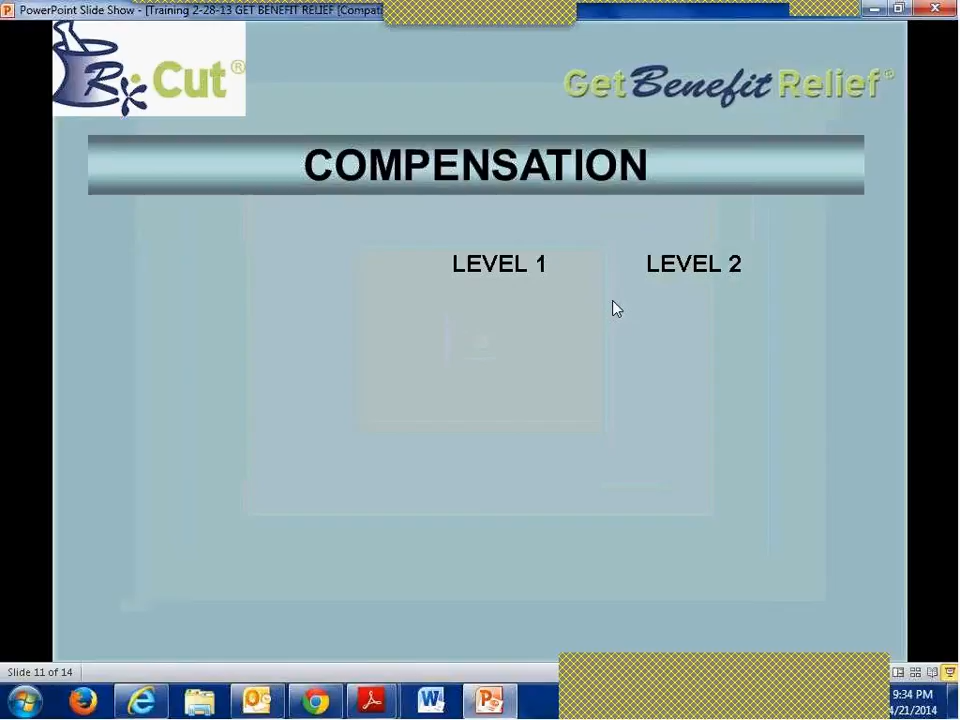 PowerPoint Slide Show - [Training 2-28-13 GET BENEFIT RELIEF [Compati
Rx Cut®
Get Benefit Relief®
COMPENSATION
LEVEL 1 LEVEL 2
Slide 11 of 14
9:34 PM
4/21/2014